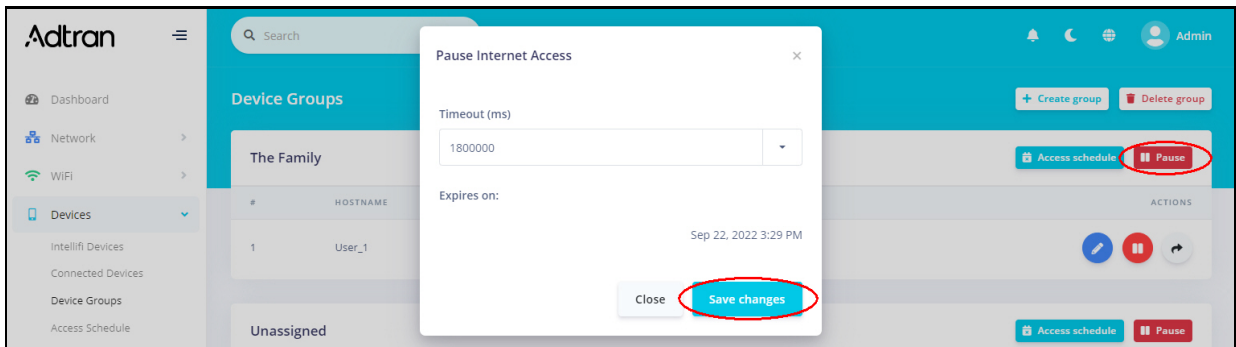 Adtran
Search
Admin
Dashboard
Network
WiFi
Devices
Intellifi Devices
Connected Devices
Device Groups
Access Schedule
Device Groups
+ Create group
Delete group
The Family
Access schedule
Pause
# HOSTNAME ACTIONS
1 User_1
Unassigned
Access schedule
Pause
Pause Internet Access ×
Timeout (ms)
1800000
Expires on:
Sep 22, 2022 3:29 PM
Close
Save changes